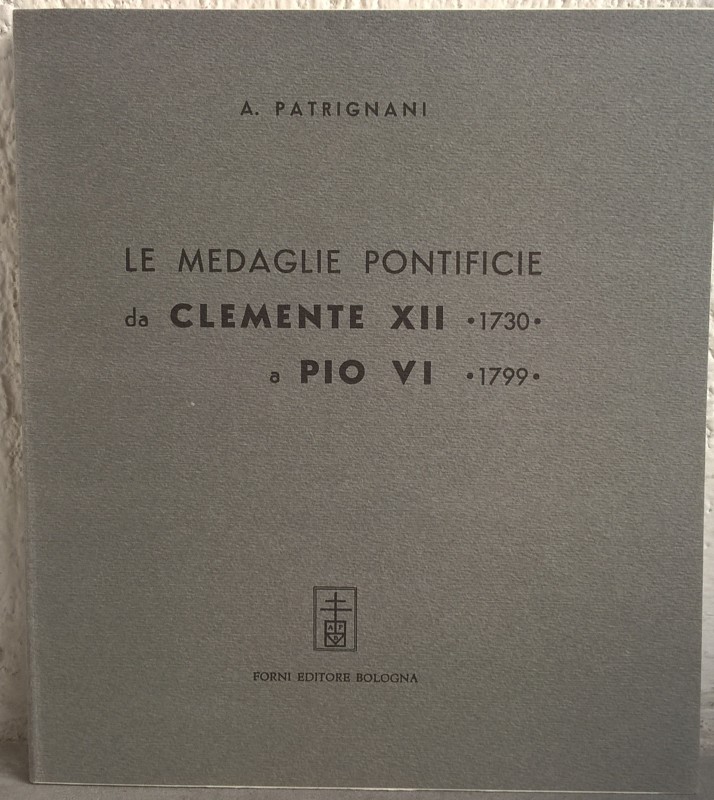 A. PATRIGNANI
LE MEDAGLIE PONTIFICIE
da CLEMENTE XII •1730•
a PIO VI •1799•
A F
FORNI EDITORE BOLOGNA